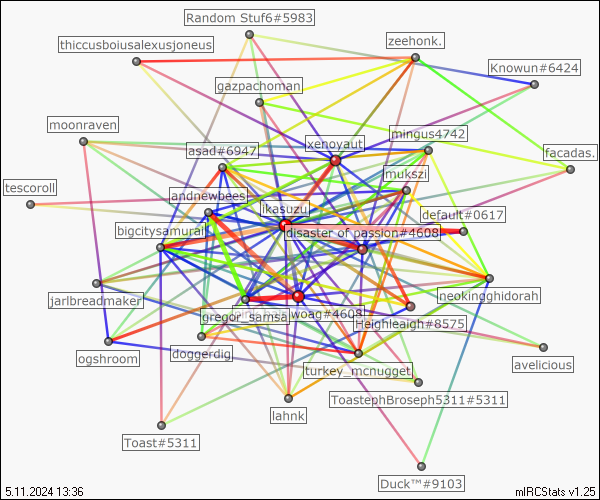 Random Stuf6#5983
thiccusboiusalexusjoneus
zeehonk.
Knowun#6424
gazpachoman
moonraven
mingus4742
xenoyaut
asad#6947
facadas.
mukszi
tescoroll
andnewbees
ikasuzu
default#0617
bigcitysamurai
disaster of passion#4608
neokingghidorah
jarlbreadmaker
gregor_samsa
woag#4608
Heighleigh#8575
ogshroom
doggerdig
avelicious
turkey_mcnugget
ToastephBroseph5311#5311
lahnk
Toast#5311
Duck™#9103
5.11.2024 13:36
mIRCStats v1.25